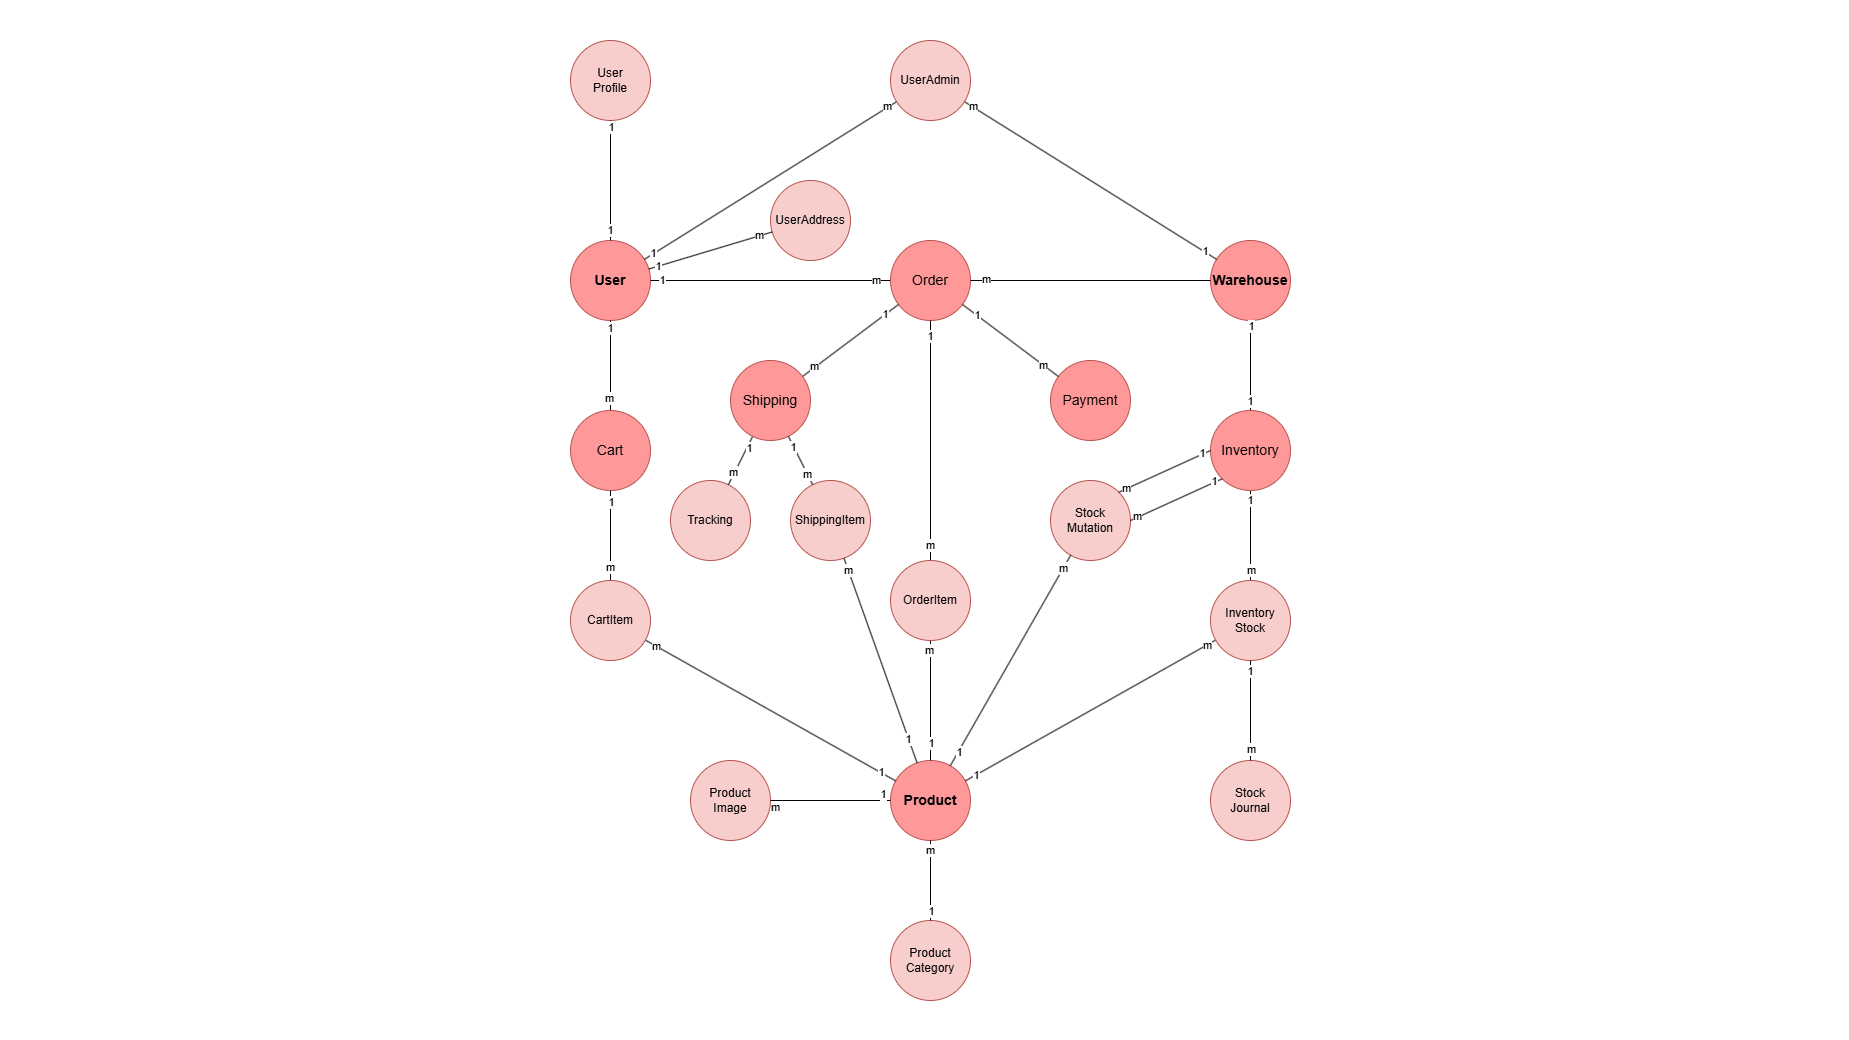 User
Profile
UserAdmin
1
m
m
UserAddress
1
1
m
1
1
User
1
m
Order
m
Warehouse
1
1
1
1
1
m
m
m
Shipping
Payment
1
1
m
Cart
1
1
m
m
1
Inventory
1
1
m
1
m
Tracking
ShippingItem
Stock
Mutation
m
m
m
m
m
CartItem
OrderItem
Inventory
Stock
m
m
m
1
1
1
1
m
1
1
Product
Image
m
1
Product
Stock
Journal
m
1
Product
Category